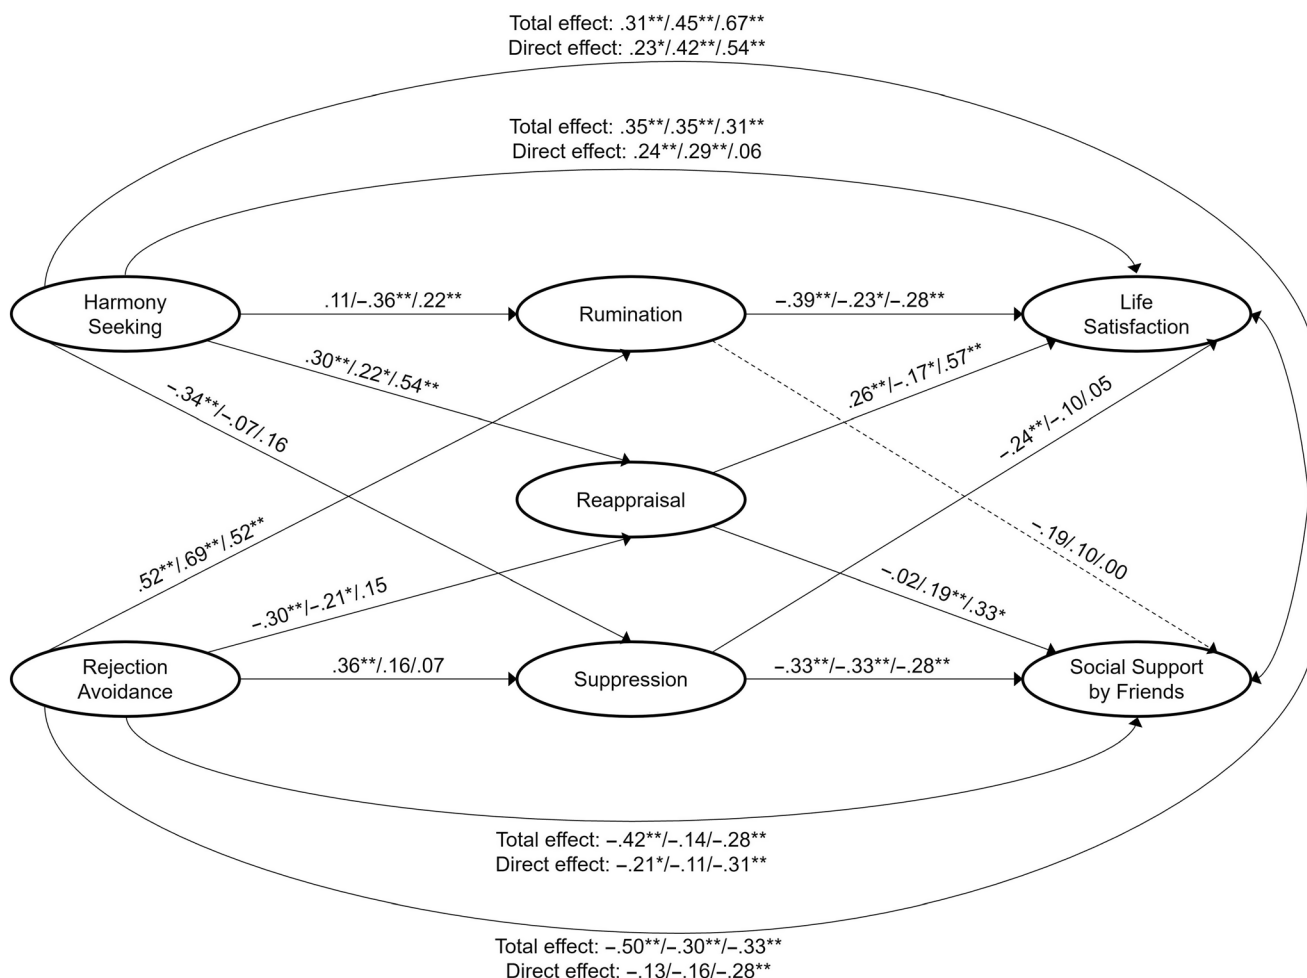 Total effect: .31**/.45**/.67**
Direct effect: .23*/.42**/.54**
Total effect: .35**/.35**/.31**
Direct effect: .24**/.29**/.06
Harmony
Seeking
.11/–.36**/.22**
Rumination
–.39**/–.23*/–.28**
Life
Satisfaction
.30**/.22*/.54**
.26**/–.17*/.57**
–.34**/–.07/.16
–.24**/–.10/.05
Reappraisal
.52**/.69**/.52**
–.19/.10/.00
–.30**/–.21*/.15
–.02/.19**/.33*
Rejection
Avoidance
.36**/.16/.07
Suppression
–.33**/–.33**/–.28**
Social Support
by Friends
Total effect: –.42**/–.14/–.28**
Direct effect: –.21*/–.11/–.31**
Total effect: –.50**/–.30**/–.33**
Direct effect: –.13/–.16/–.28**